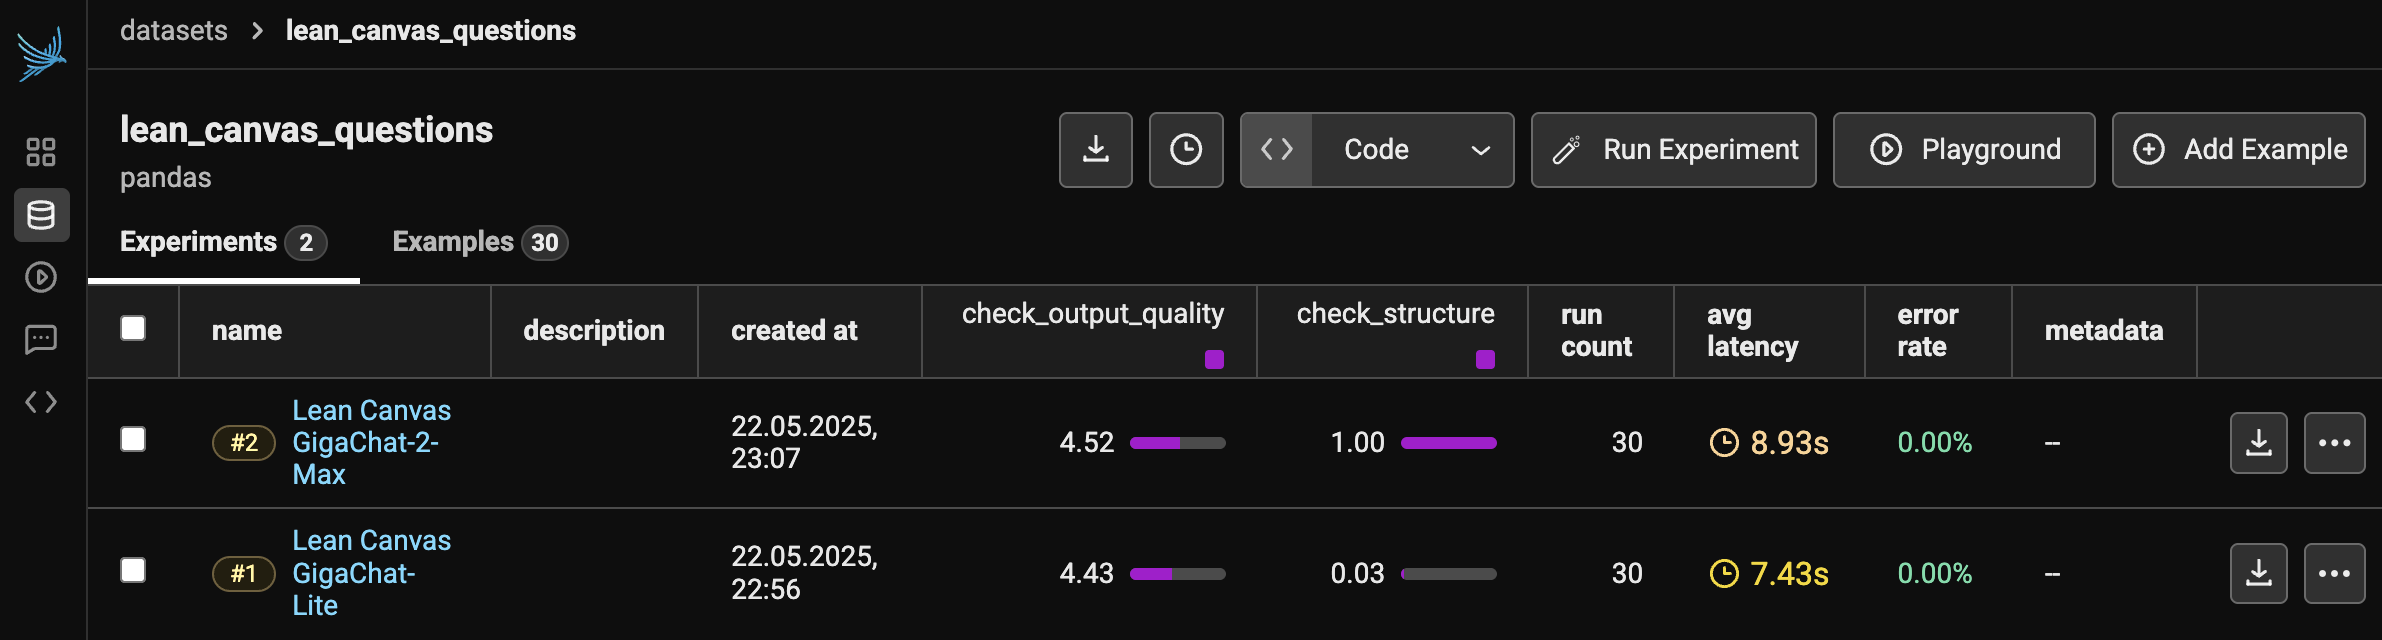 datasets > lean_canvas_questions
lean_canvas_questions
pandas
Code
Run Experiment
Playground
Add Example
Experiments 2
Examples 30
name
description
created at
check_output_quality
check_structure
run
count
avg
latency
error
rate
metadata
#2
Lean Canvas
GigaChat-2-
Max
22.05.2025,
23:07
4.52
1.00
30
8.93s
0.00%
--
#1
Lean Canvas
GigaChat-
Lite
22.05.2025,
22:56
4.43
0.03
30
7.43s
0.00%
--